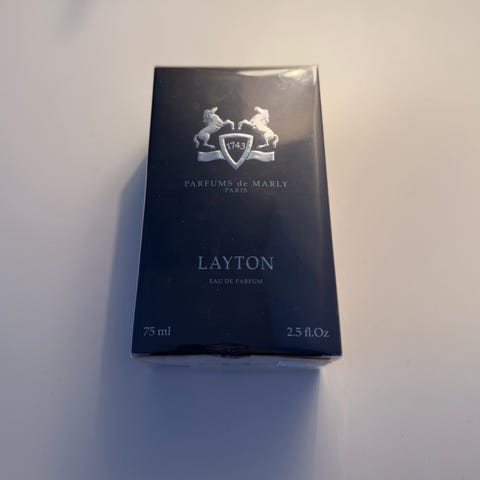 1743
PARFUMS de MARLY
PARIS
LAYTON
EAU DE PARFUM
75 ml 2.5 fl.Oz